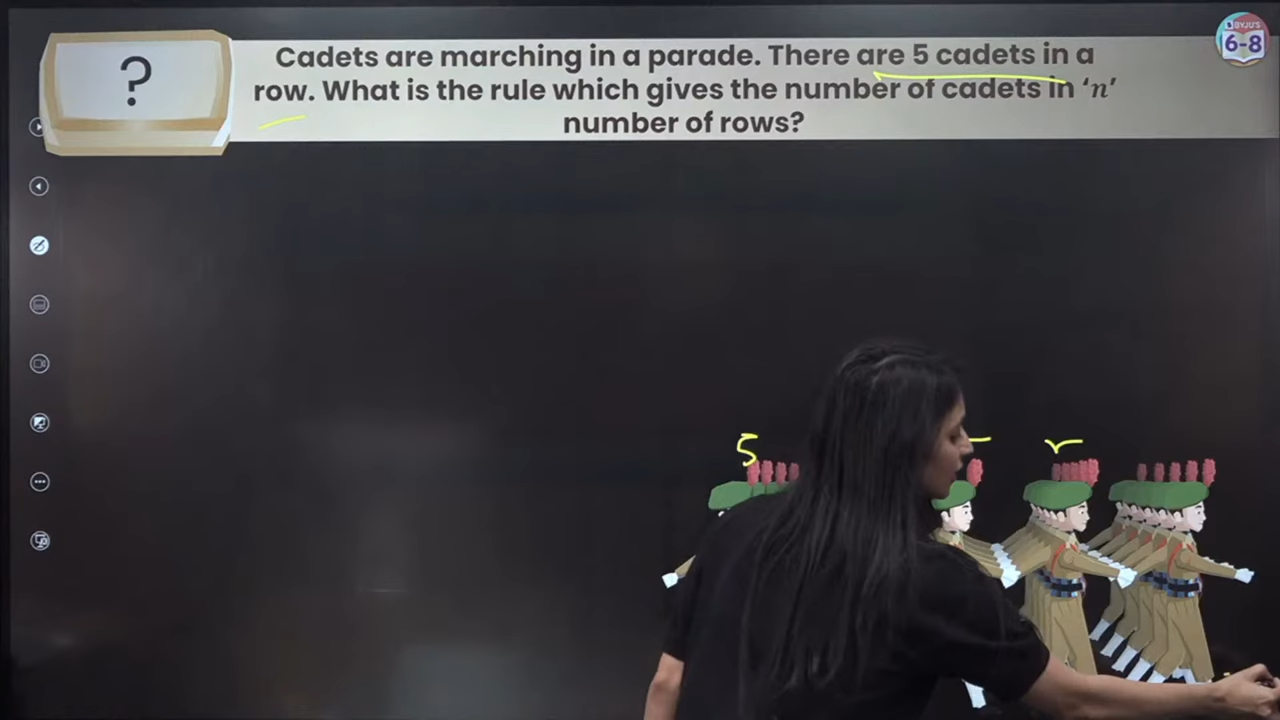 BYJU'S
6-8
?
Cadets are marching in a parade. There are 5 cadets in a
row. What is the rule which gives the number of cadets in ‘n’
number of rows?
5